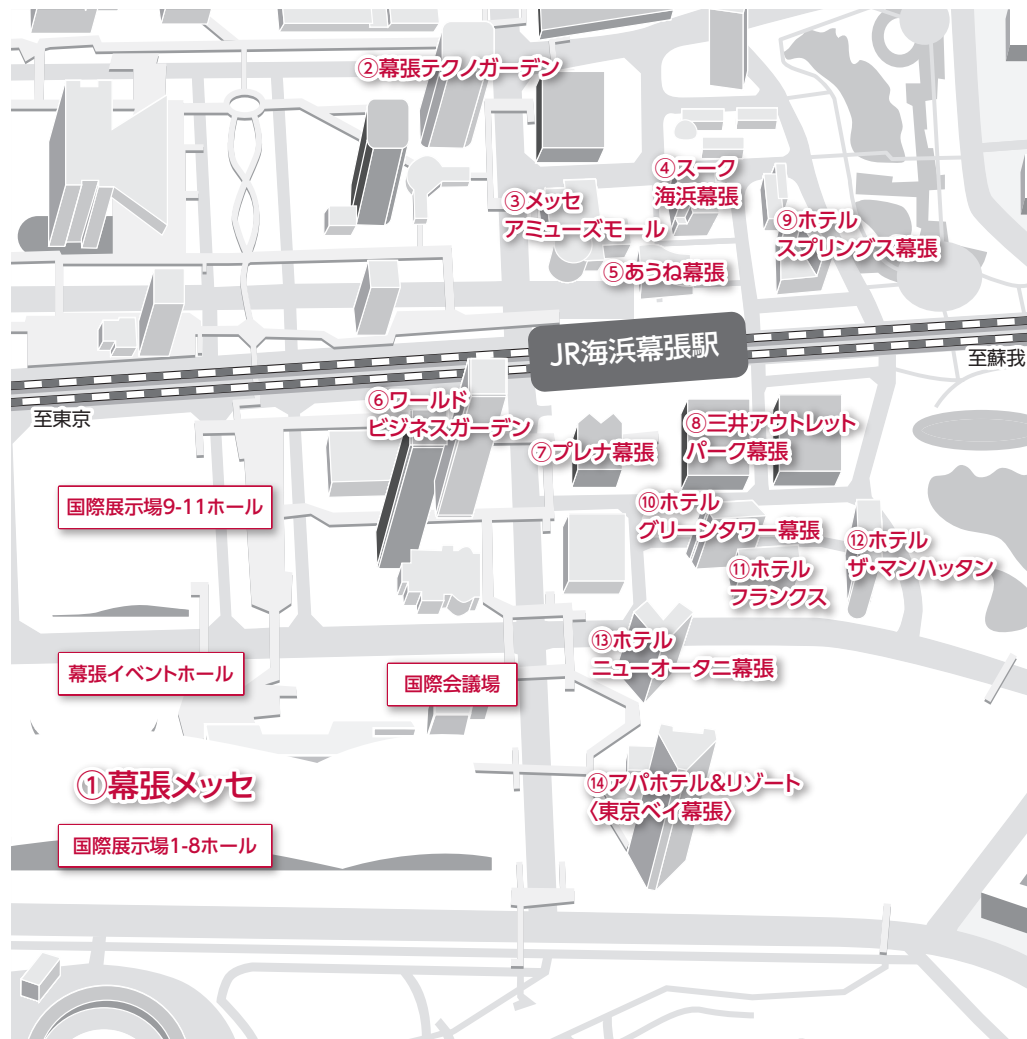 ②幕張テクノガーデン
④スーク
海浜幕張
③メッセ
アミューズモール
⑨ホテル
スプリングス幕張
⑤あうね幕張
JR海浜幕張駅
至蘇我
至東京
⑥ワールド
ビジネスガーデン
⑦プレナ幕張
⑧三井アウトレット
パーク幕張
国際展示場9-11ホール
⑩ホテル
グリーンタワー幕張
⑪ホテル
フランクス
⑫ホテル
ザ・マンハッタン
幕張イベントホール
国際会議場
⑬ホテル
ニューオータニ幕張
①幕張メッセ
⑭アパホテル&リゾート
〈東京ベイ幕張〉
国際展示場1-8ホール